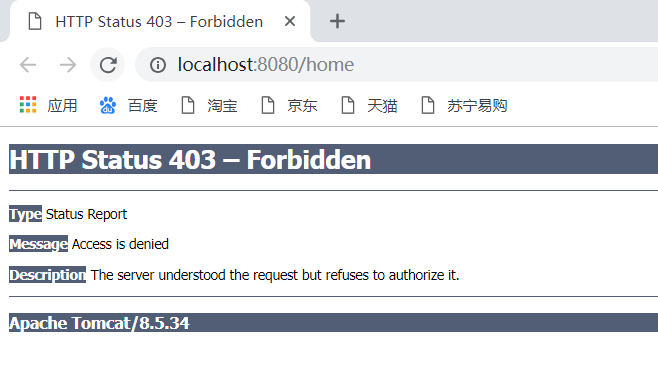 HTTP Status 403 – Forbidden
localhost:8080/home
应用 百度 淘宝 京东 天猫 苏宁易购
HTTP Status 403 – Forbidden
Type Status Report
Message Access is denied
Description The server understood the request but refuses to authorize it.
Apache Tomcat/8.5.34